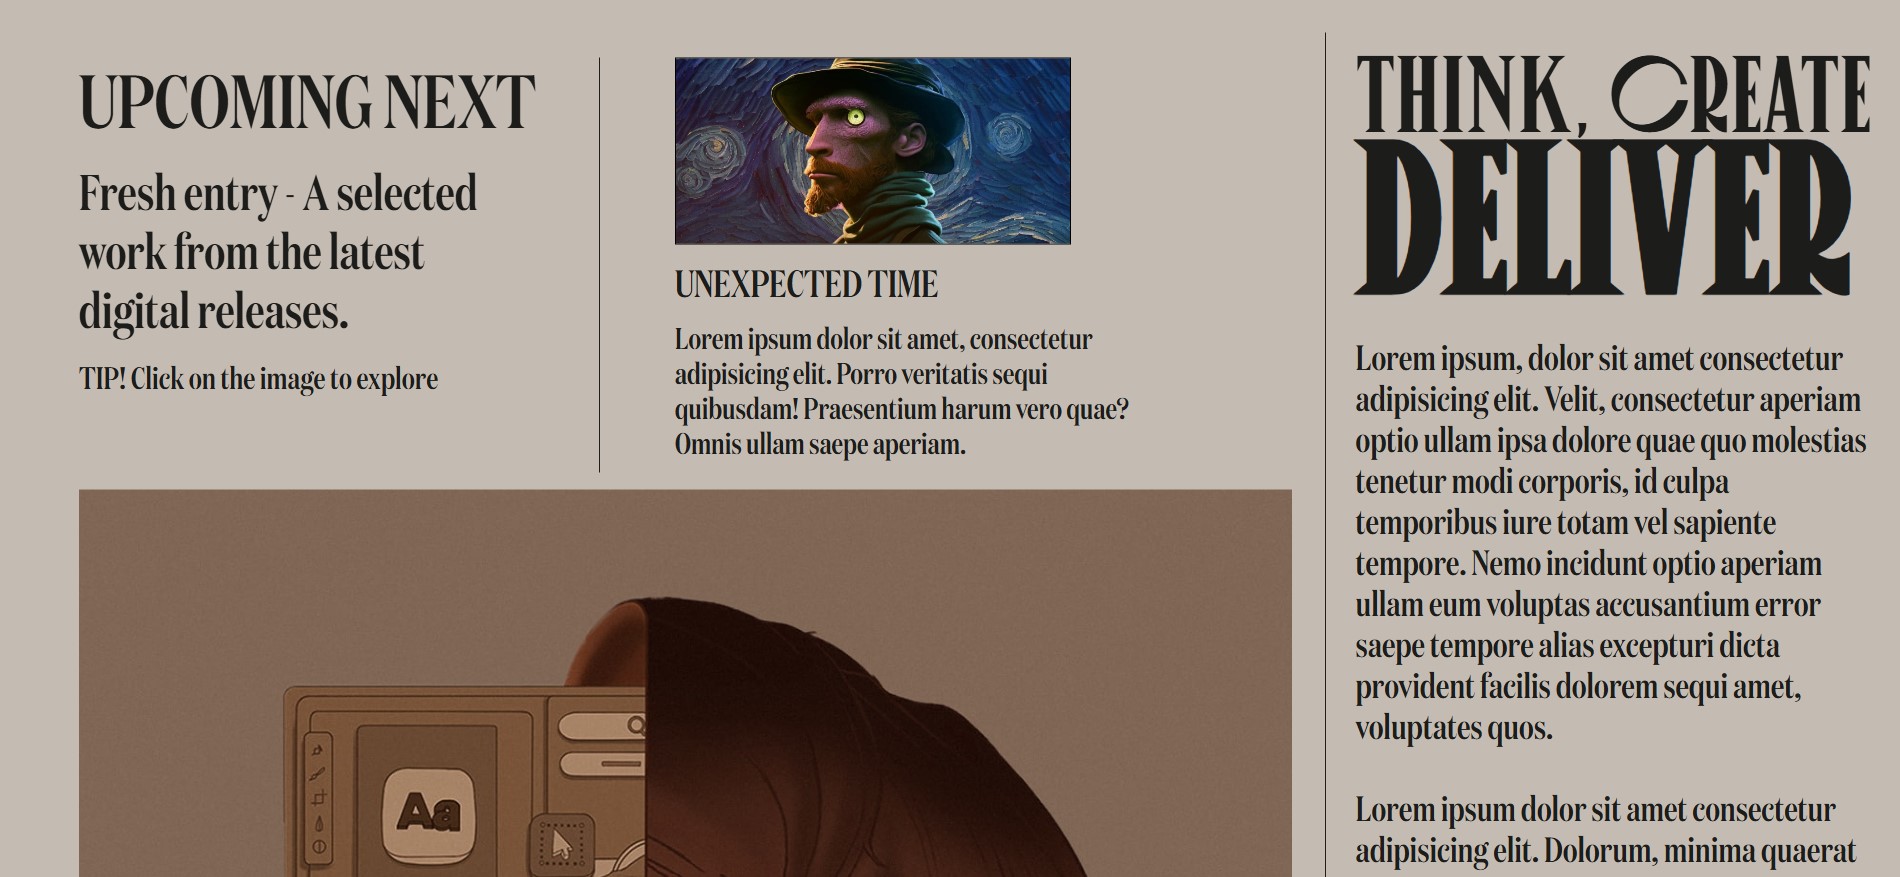 UPCOMING NEXT
Fresh entry - A selected
work from the latest
digital releases.
TIP! Click on the image to explore
UNEXPECTED TIME
Lorem ipsum dolor sit amet, consectetur
adipisicing elit. Porro veritatis sequi
quibusdam! Praesentium harum vero quae?
Omnis ullam saepe aperiam.
Aa
THINK, CREATE
DELIVER
Lorem ipsum, dolor sit amet consectetur
adipisicing elit. Velit, consectetur aperiam
optio ullam ipsa dolore quae quo molestias
tenetur modi corporis, id culpa
temporibus iure totam vel sapiente
tempore. Nemo incidunt optio aperiam
ullam eum voluptas accusantium error
saepe tempore alias excepturi dicta
provident facilis dolorem sequi amet,
voluptates quos.
Lorem ipsum dolor sit amet consectetur
adipisicing elit. Dolorum, minima quaerat